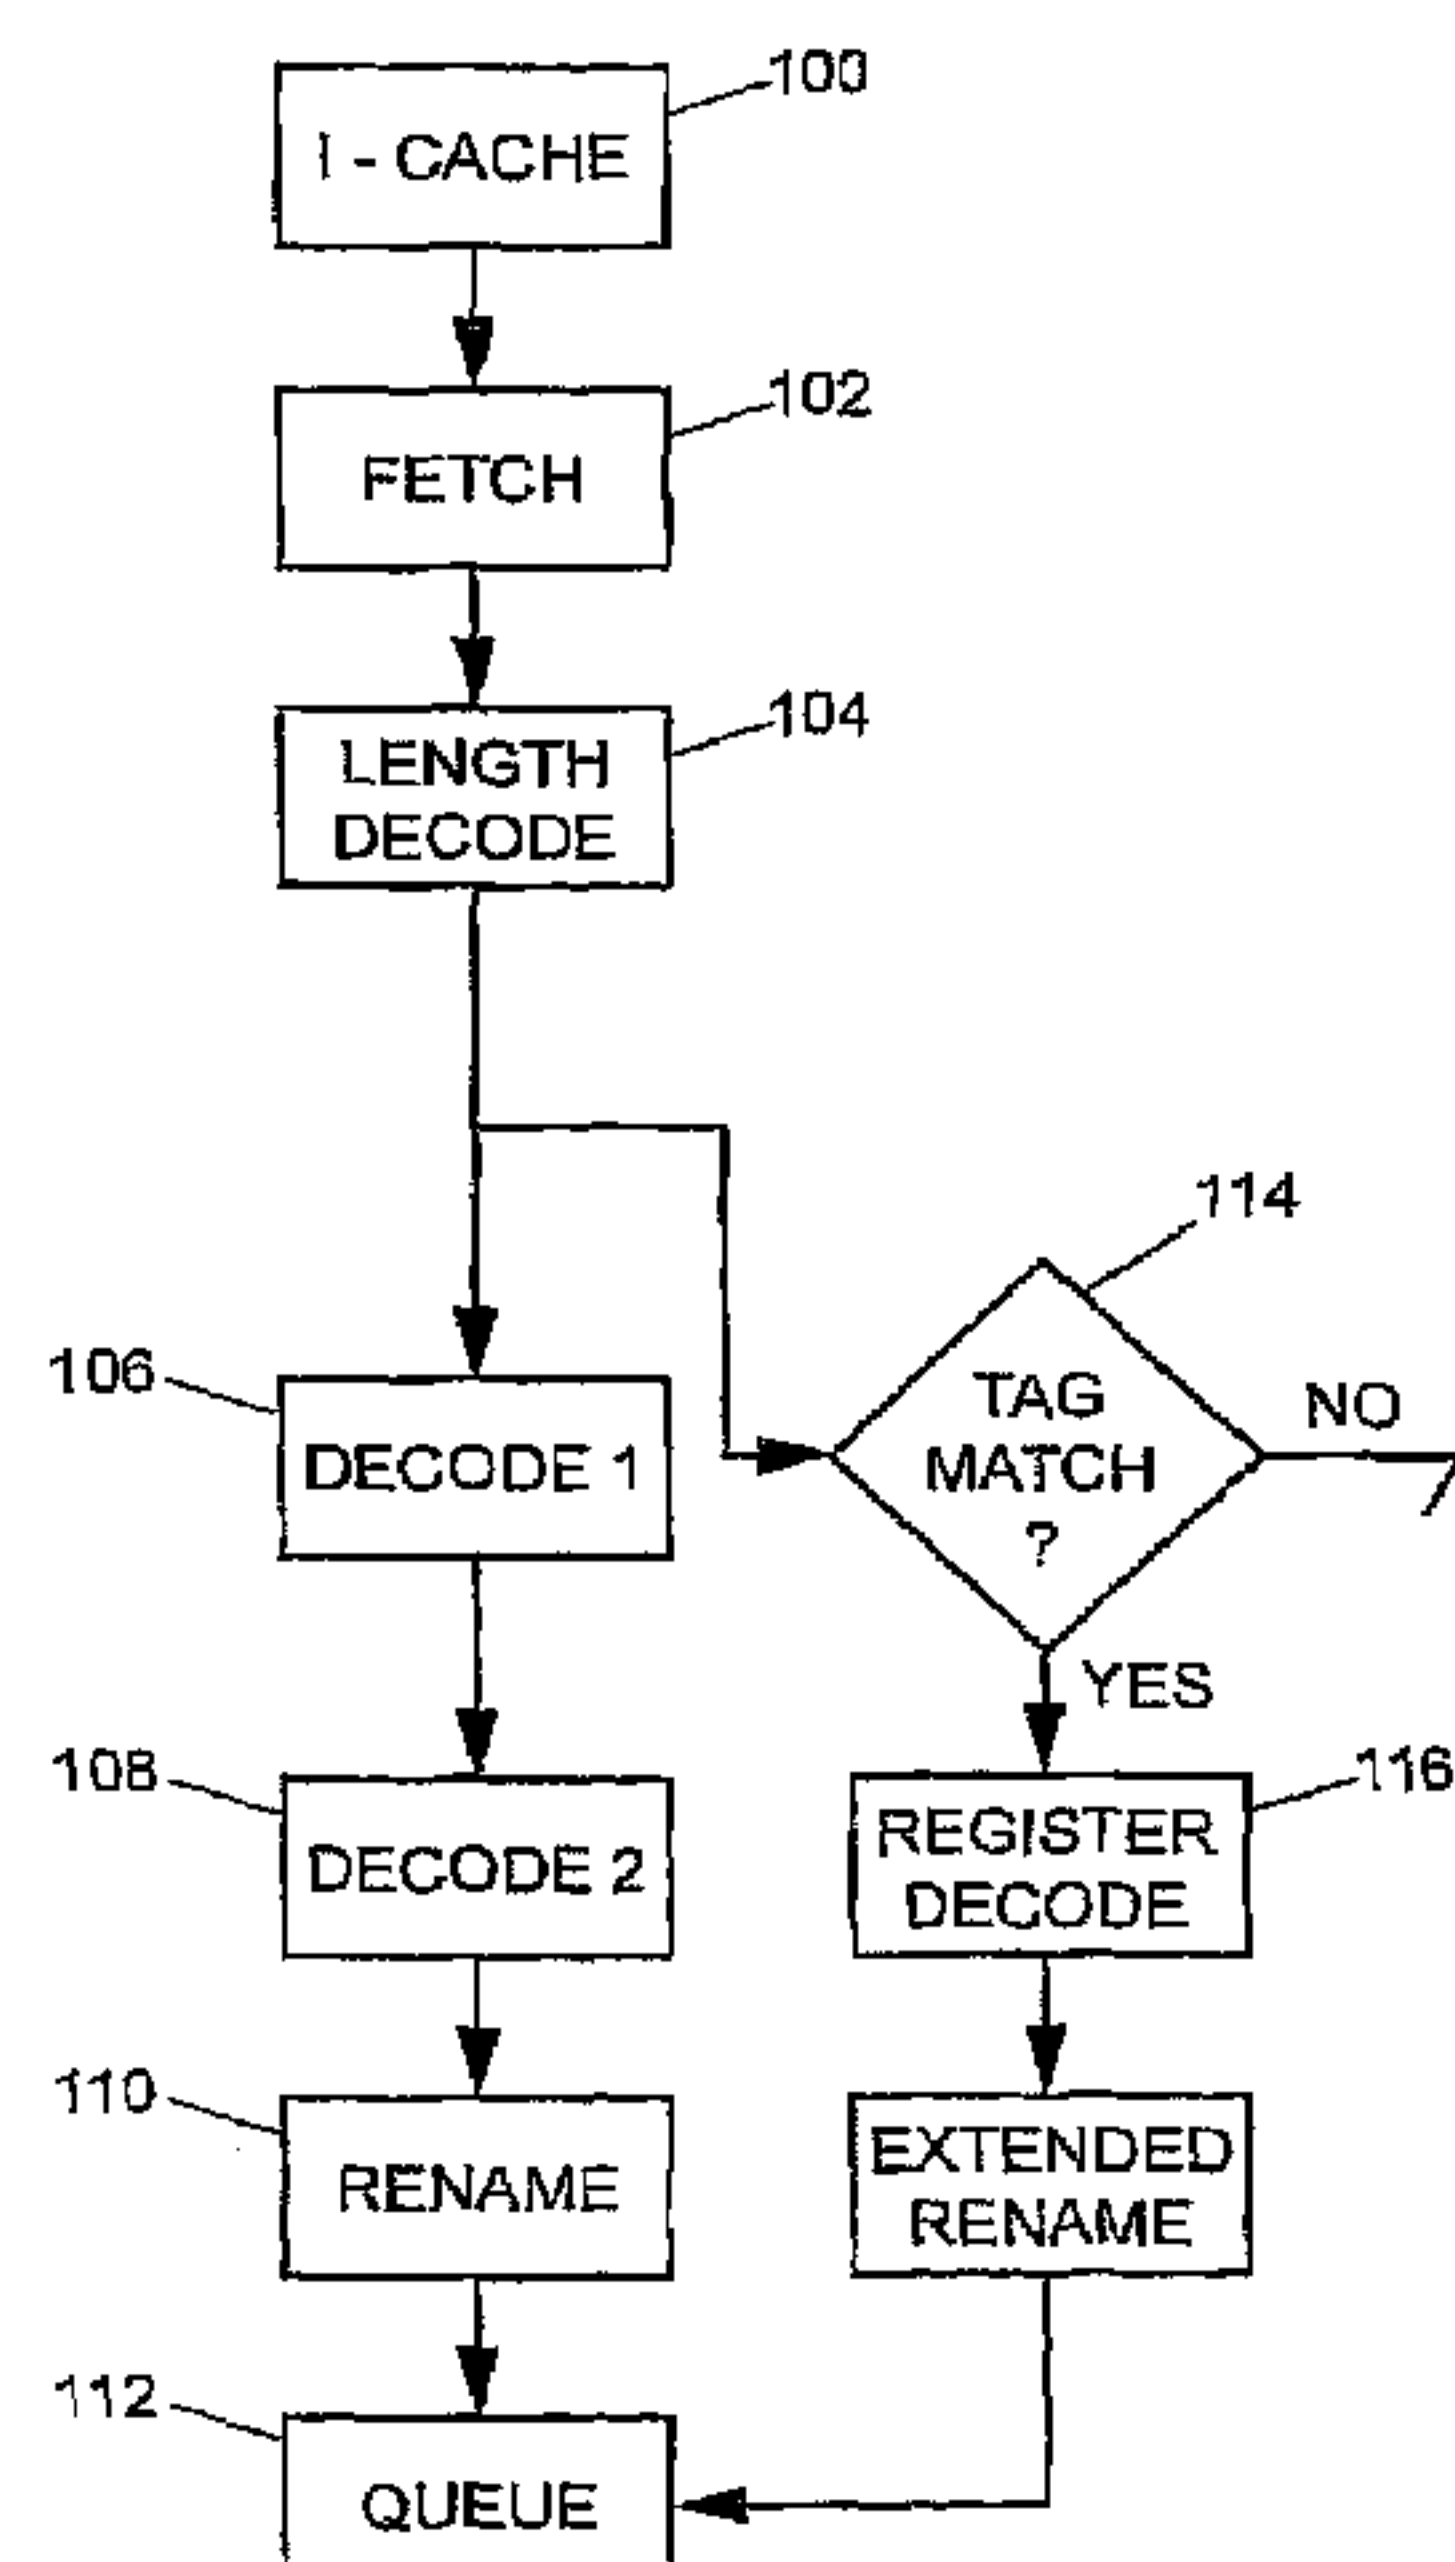 100
I - CACHE
102
FETCH
104
LENGTH
DECODE
114
106
DECODE 1
TAG
MATCH
?
NO
YES
108
DECODE 2
116
REGISTER
DECODE
110
RENAME
EXTENDED
RENAME
112
QUEUE